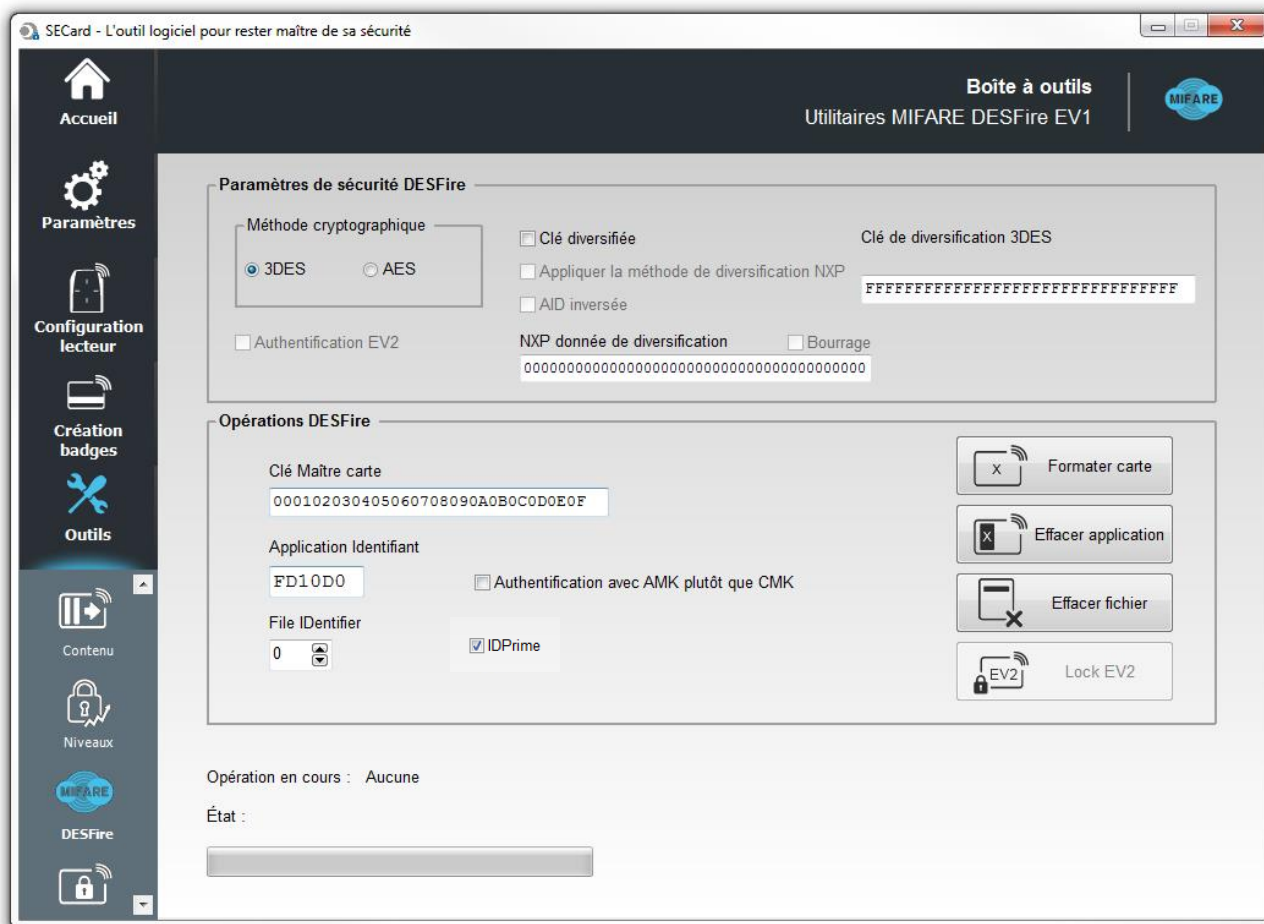 SECard - L'outil logiciel pour rester maître de sa sécurité
Accueil
Paramètres
Configuration
lecteur
Création
badges
Outils
Contenu
Niveaux
MIFARE
DESFire
Boîte à outils
Utilitaires MIFARE DESFire EV1
MIFARE
Paramètres de sécurité DESFire
Méthode cryptographique
3DES AES
Authentification EV2
Clé diversifiée
Appliquer la méthode de diversification NXP
AID inversée
Clé de diversification 3DES
FFFFFFFFFFFFFFFFFFFFFFFFFFFFFFFF
NXP donnée de diversification Bourrage
0000000000000000000000000000000000000000
Opérations DESFire
Clé Maître carte
000102030405060708090A0B0C0D0E0F
Application Identifiant
FD10D0
Authentification avec AMK plutôt que CMK
File IDentifier
0
IDPrime
X Formater carte
X Effacer application
Effacer fichier
EV2 Lock EV2
Opération en cours : Aucune
État :